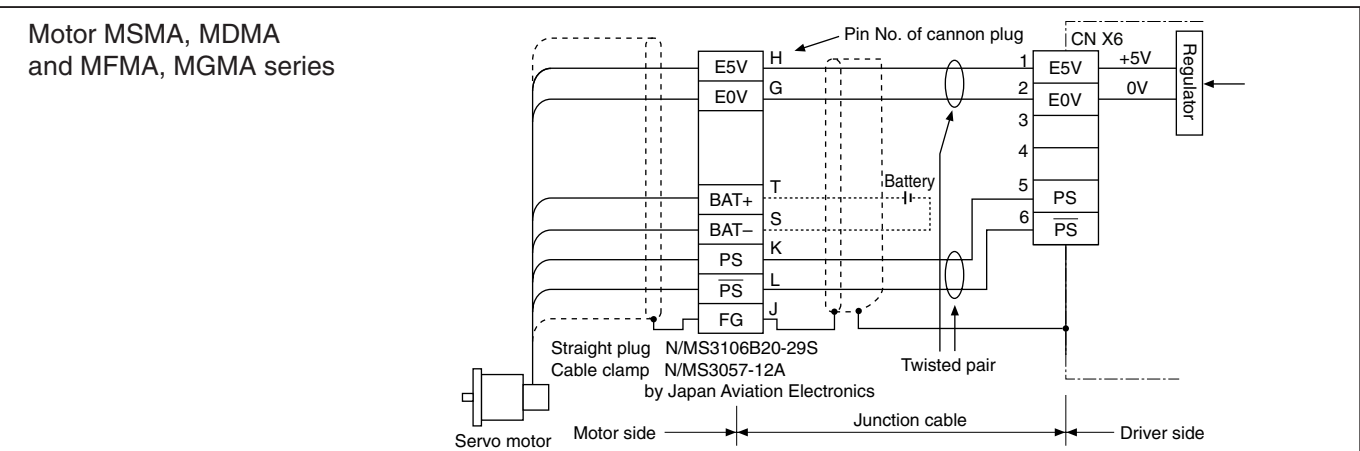 Motor MSMA, MDMA
and MFMA, MGMA series
Pin No. of cannon plug
CN X6
E5V
H
1
E5V
+5V
Regulator
E0V
G
2
E0V
0V
3
4
Battery
BAT+
T
5
PS
BAT–
S
6
PS
PS
K
PS
L
FG
J
Straight plug N/MS3106B20-29S
Cable clamp N/MS3057-12A
by Japan Aviation Electronics
Twisted pair
Servo motor
Motor side
Junction cable
Driver side